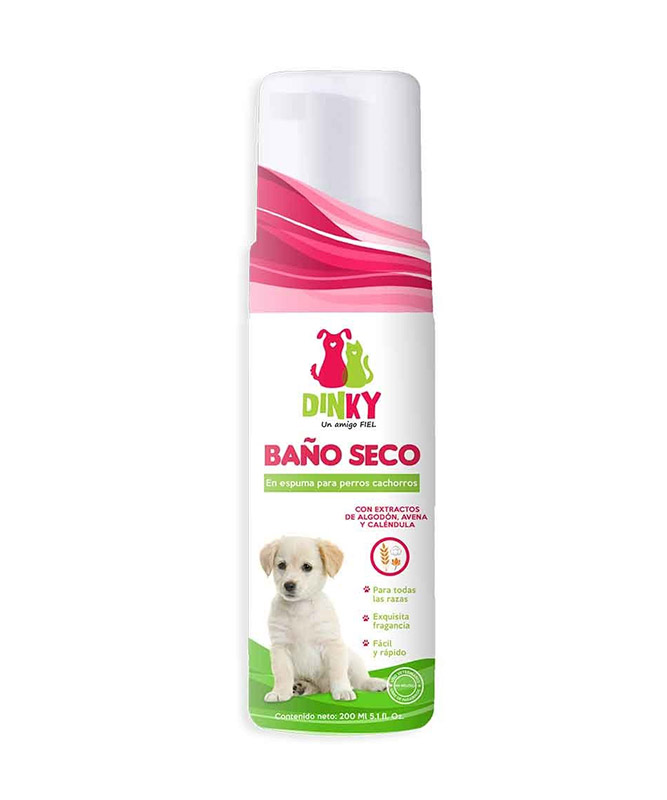 DINKY
Un amigo FIEL
BAÑO SECO
En espuma para perros cachorros
CON EXTRACTOS
DE ALGODÓN, AVENA
Y CALÉNDULA
Para todas
las razas
Exquisita
fragancia
Fácil
y rápido
Contenido neto: 200 Ml 5.1 fl. Oz.